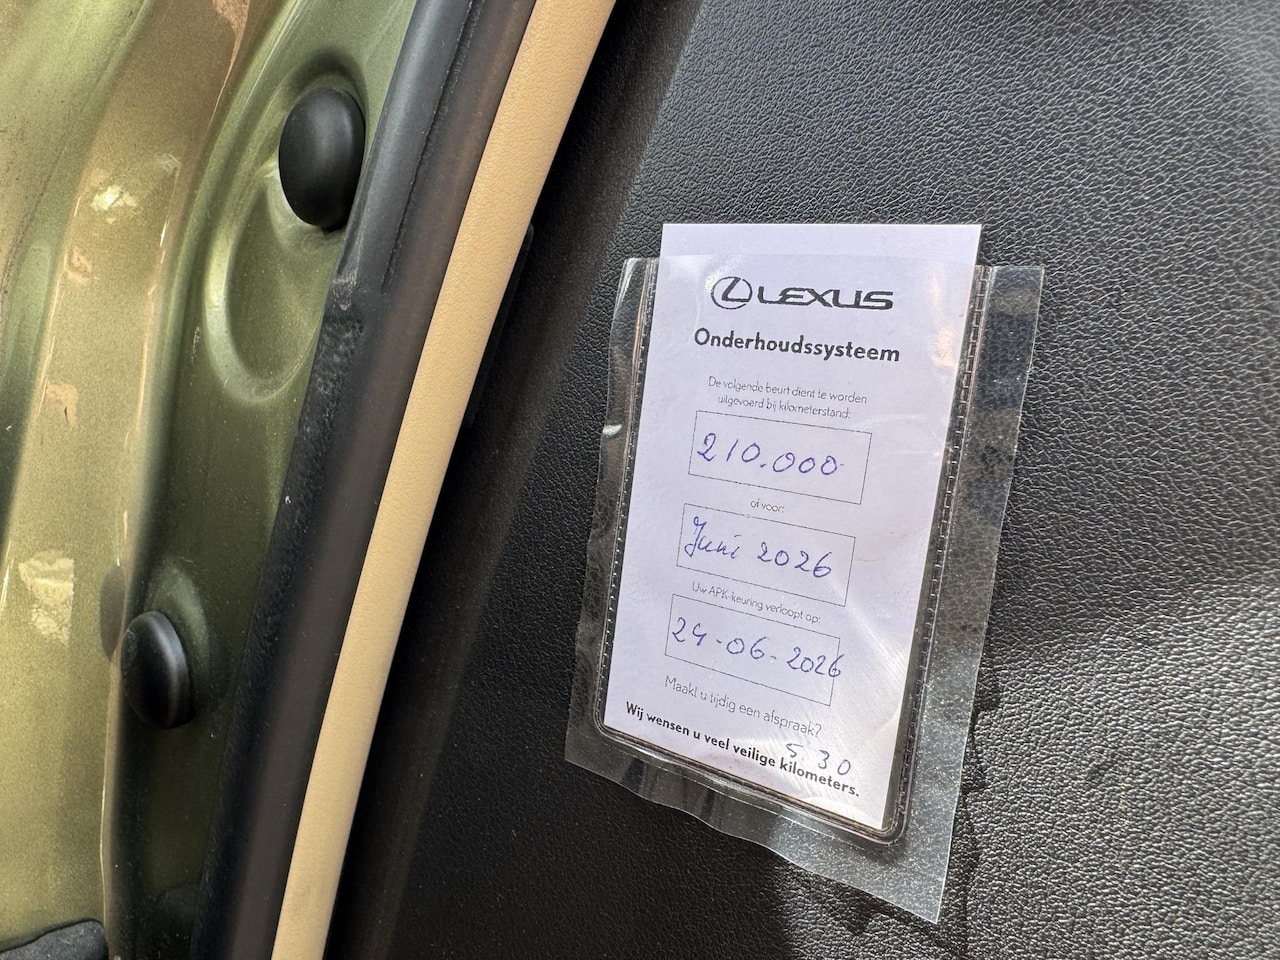 LEXUS
Onderhoudssysteem
De volgende beurt dient te worden
uitgevoerd bij kilometerstand:
210.000
of voor:
Juni 2026
Uw APK-keuring verloopt op:
24-06-2026
Maakt u tijdig een afspraak?
Wij wensen u veel veilige kilometers.
5.30